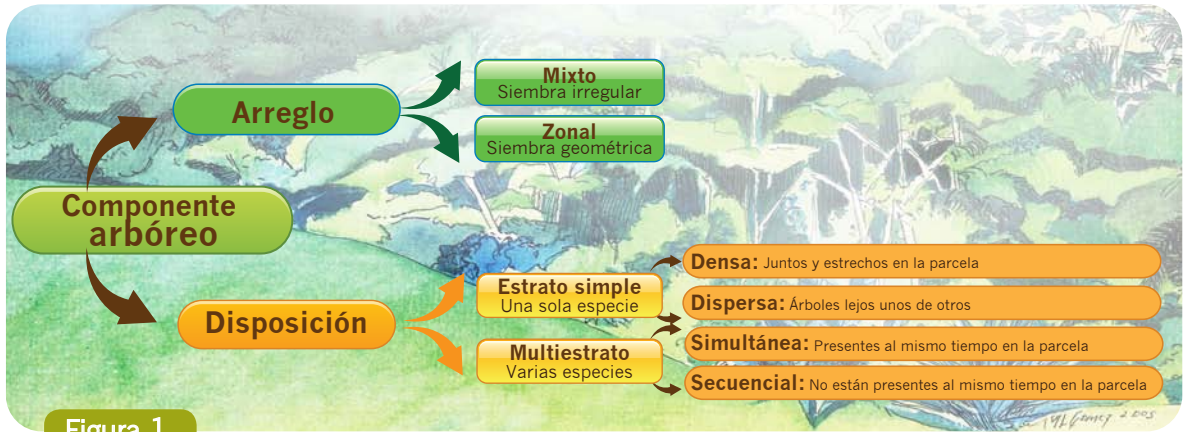 Mixto
Siembra irregular
Arreglo
Zonal
Siembra geométrica
Componente
arbóreo
Disposición
Estrato simple
Una sola especie
Multiestrato
Varias especies
Densa: Juntos y estrechos en la parcela
Dispersa: Árboles lejos unos de otros
Simultánea: Presentes al mismo tiempo en la parcela
Secuencial: No están presentes al mismo tiempo en la parcela
Figura 1
2005